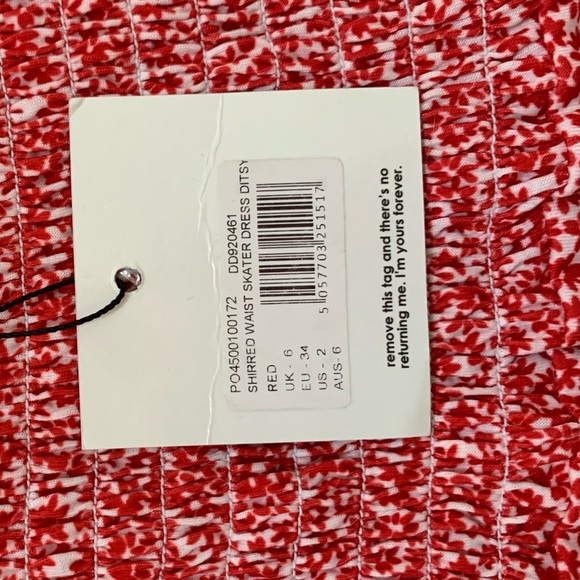 PO4500100172 DD920461
SHIRRED WAIST SKATER DRESS DITSY
RED
UK - 6
EU - 34
US - 2
AUS- 6
5 057703 251517
remove this tag and there's no
returning me. I'm yours forever.